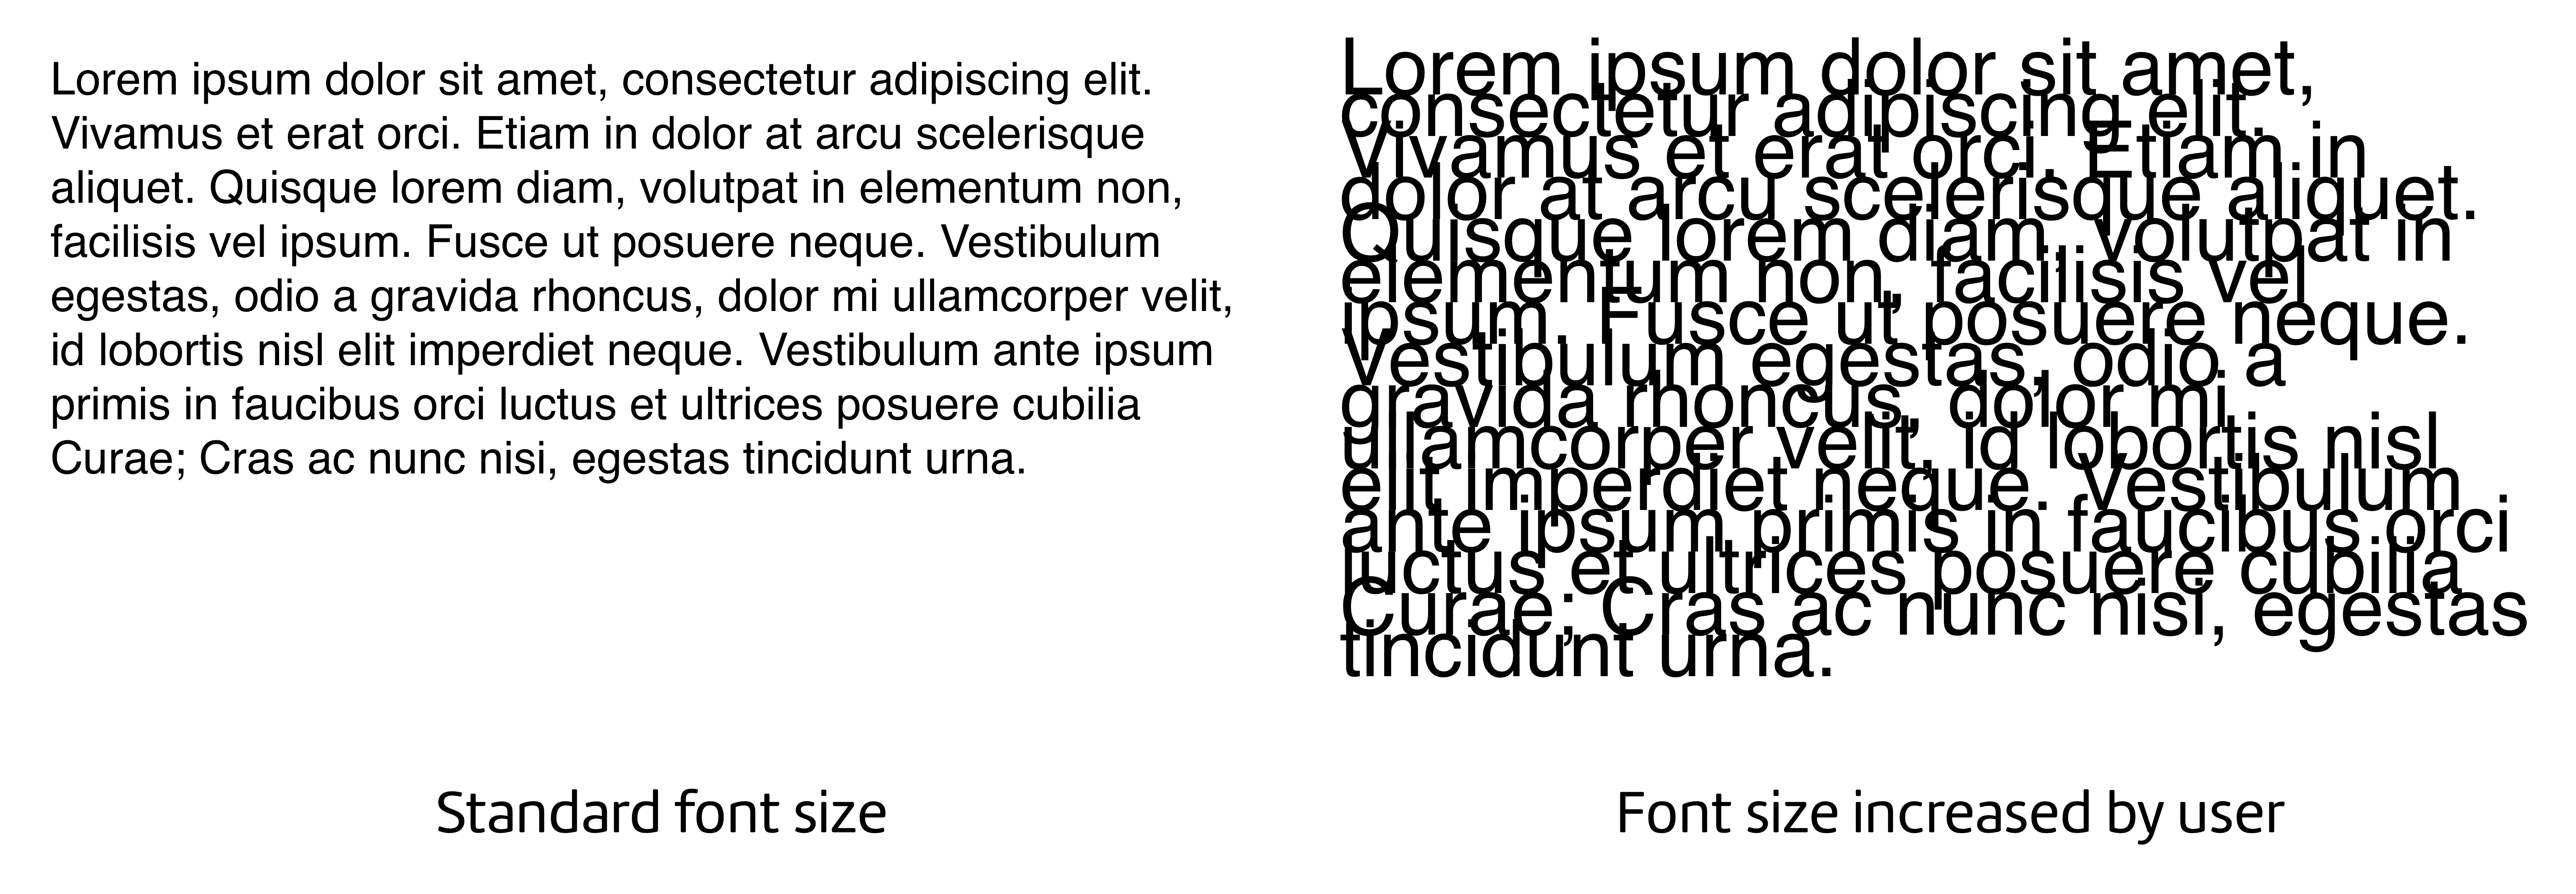 Lorem ipsum dolor sit amet, consectetur adipiscing elit.
Vivamus et erat orci. Etiam in dolor at arcu scelerisque
aliquet. Quisque lorem diam, volutpat in elementum non,
facilisis vel ipsum. Fusce ut posuere neque. Vestibulum
egestas, odio a gravida rhoncus, dolor mi ullamcorper velit,
id lobortis nisl elit imperdiet neque. Vestibulum ante ipsum
primis in faucibus orci luctus et ultrices posuere cubilia
Curae; Cras ac nunc nisi, egestas tincidunt urna.
Standard font size
Lorem ipsum dolor sit amet,
consectetur adipiscing elit.
Vivamus et erat orci. Etiam in
dolor at arcu scelerisque aliquet.
Quisque lorem diam, volutpat in
elementum non, facilisis vel
ipsum. Fusce ut posuere neque.
Vestibulum egestas, odio a
gravida rhoncus, dolor mi
ullamcorper velit, id lobortis nisl
elit imperdiet neque. Vestibulum
ante ipsum primis in faucibus orci
luctus et ultrices posuere cubilia
Curae; Cras ac nunc nisi, egestas
tincidunt urna.
Font size increased by user